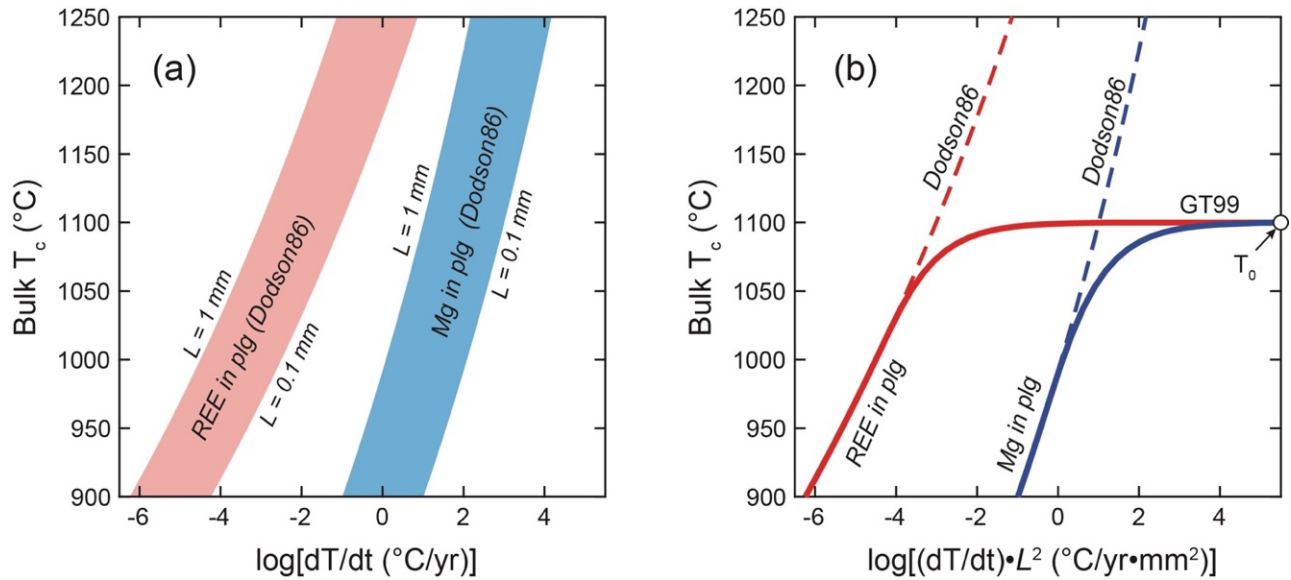 (a)
Bulk T_c (°C)
1250
1200
1150
1100
1050
1000
950
900
L = 1 mm
REE in plg (Dodson86)
L = 0.1 mm
L = 1 mm
Mg in plg (Dodson86)
L = 0.1 mm
-6 -4 -2 0 2 4
log[dT/dt (°C/yr)]
(b)
Bulk T_c (°C)
1250
1200
1150
1100
1050
1000
950
900
Dodson86
Dodson86
GT99
T_0
REE in plg
Mg in plg
-6 -4 -2 0 2 4
log[(dT/dt)•L² (°C/yr•mm²)]